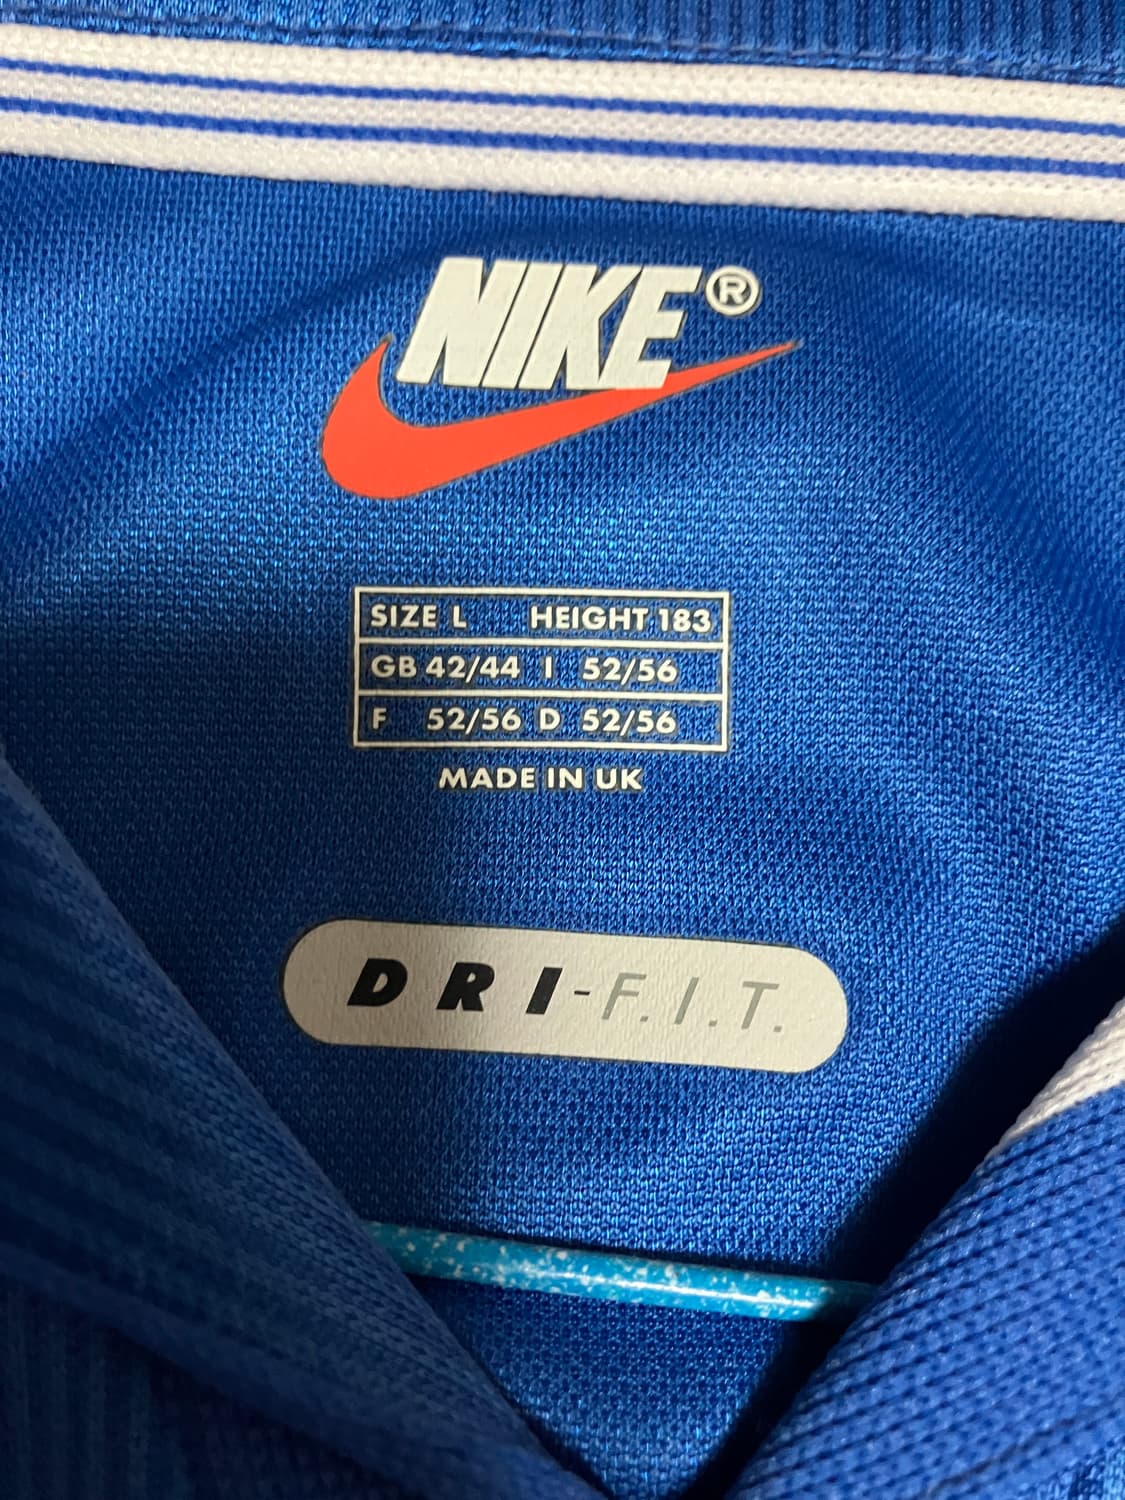 NIKE®
SIZE L HEIGHT 183
GB 42/44 I 52/56
F 52/56 D 52/56
MADE IN UK
DRI-F.I.T.